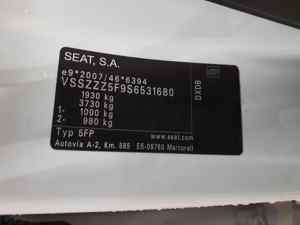 SEAT, S.A.
e9*2007/46*6394
VSSZZZ5F9S6531680
1930 kg
3730 kg
1- 1000 kg
2- 980 kg
Typ 5FP
www.seat.com
Autovía A-2, Km. 585 ES-08760 Martorell
DXDB